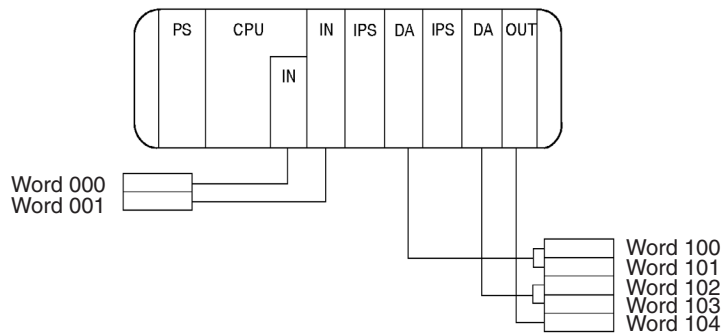 PS CPU IN IPS DA IPS DA OUT
IN
Word 000
Word 001
Word 100
Word 101
Word 102
Word 103
Word 104